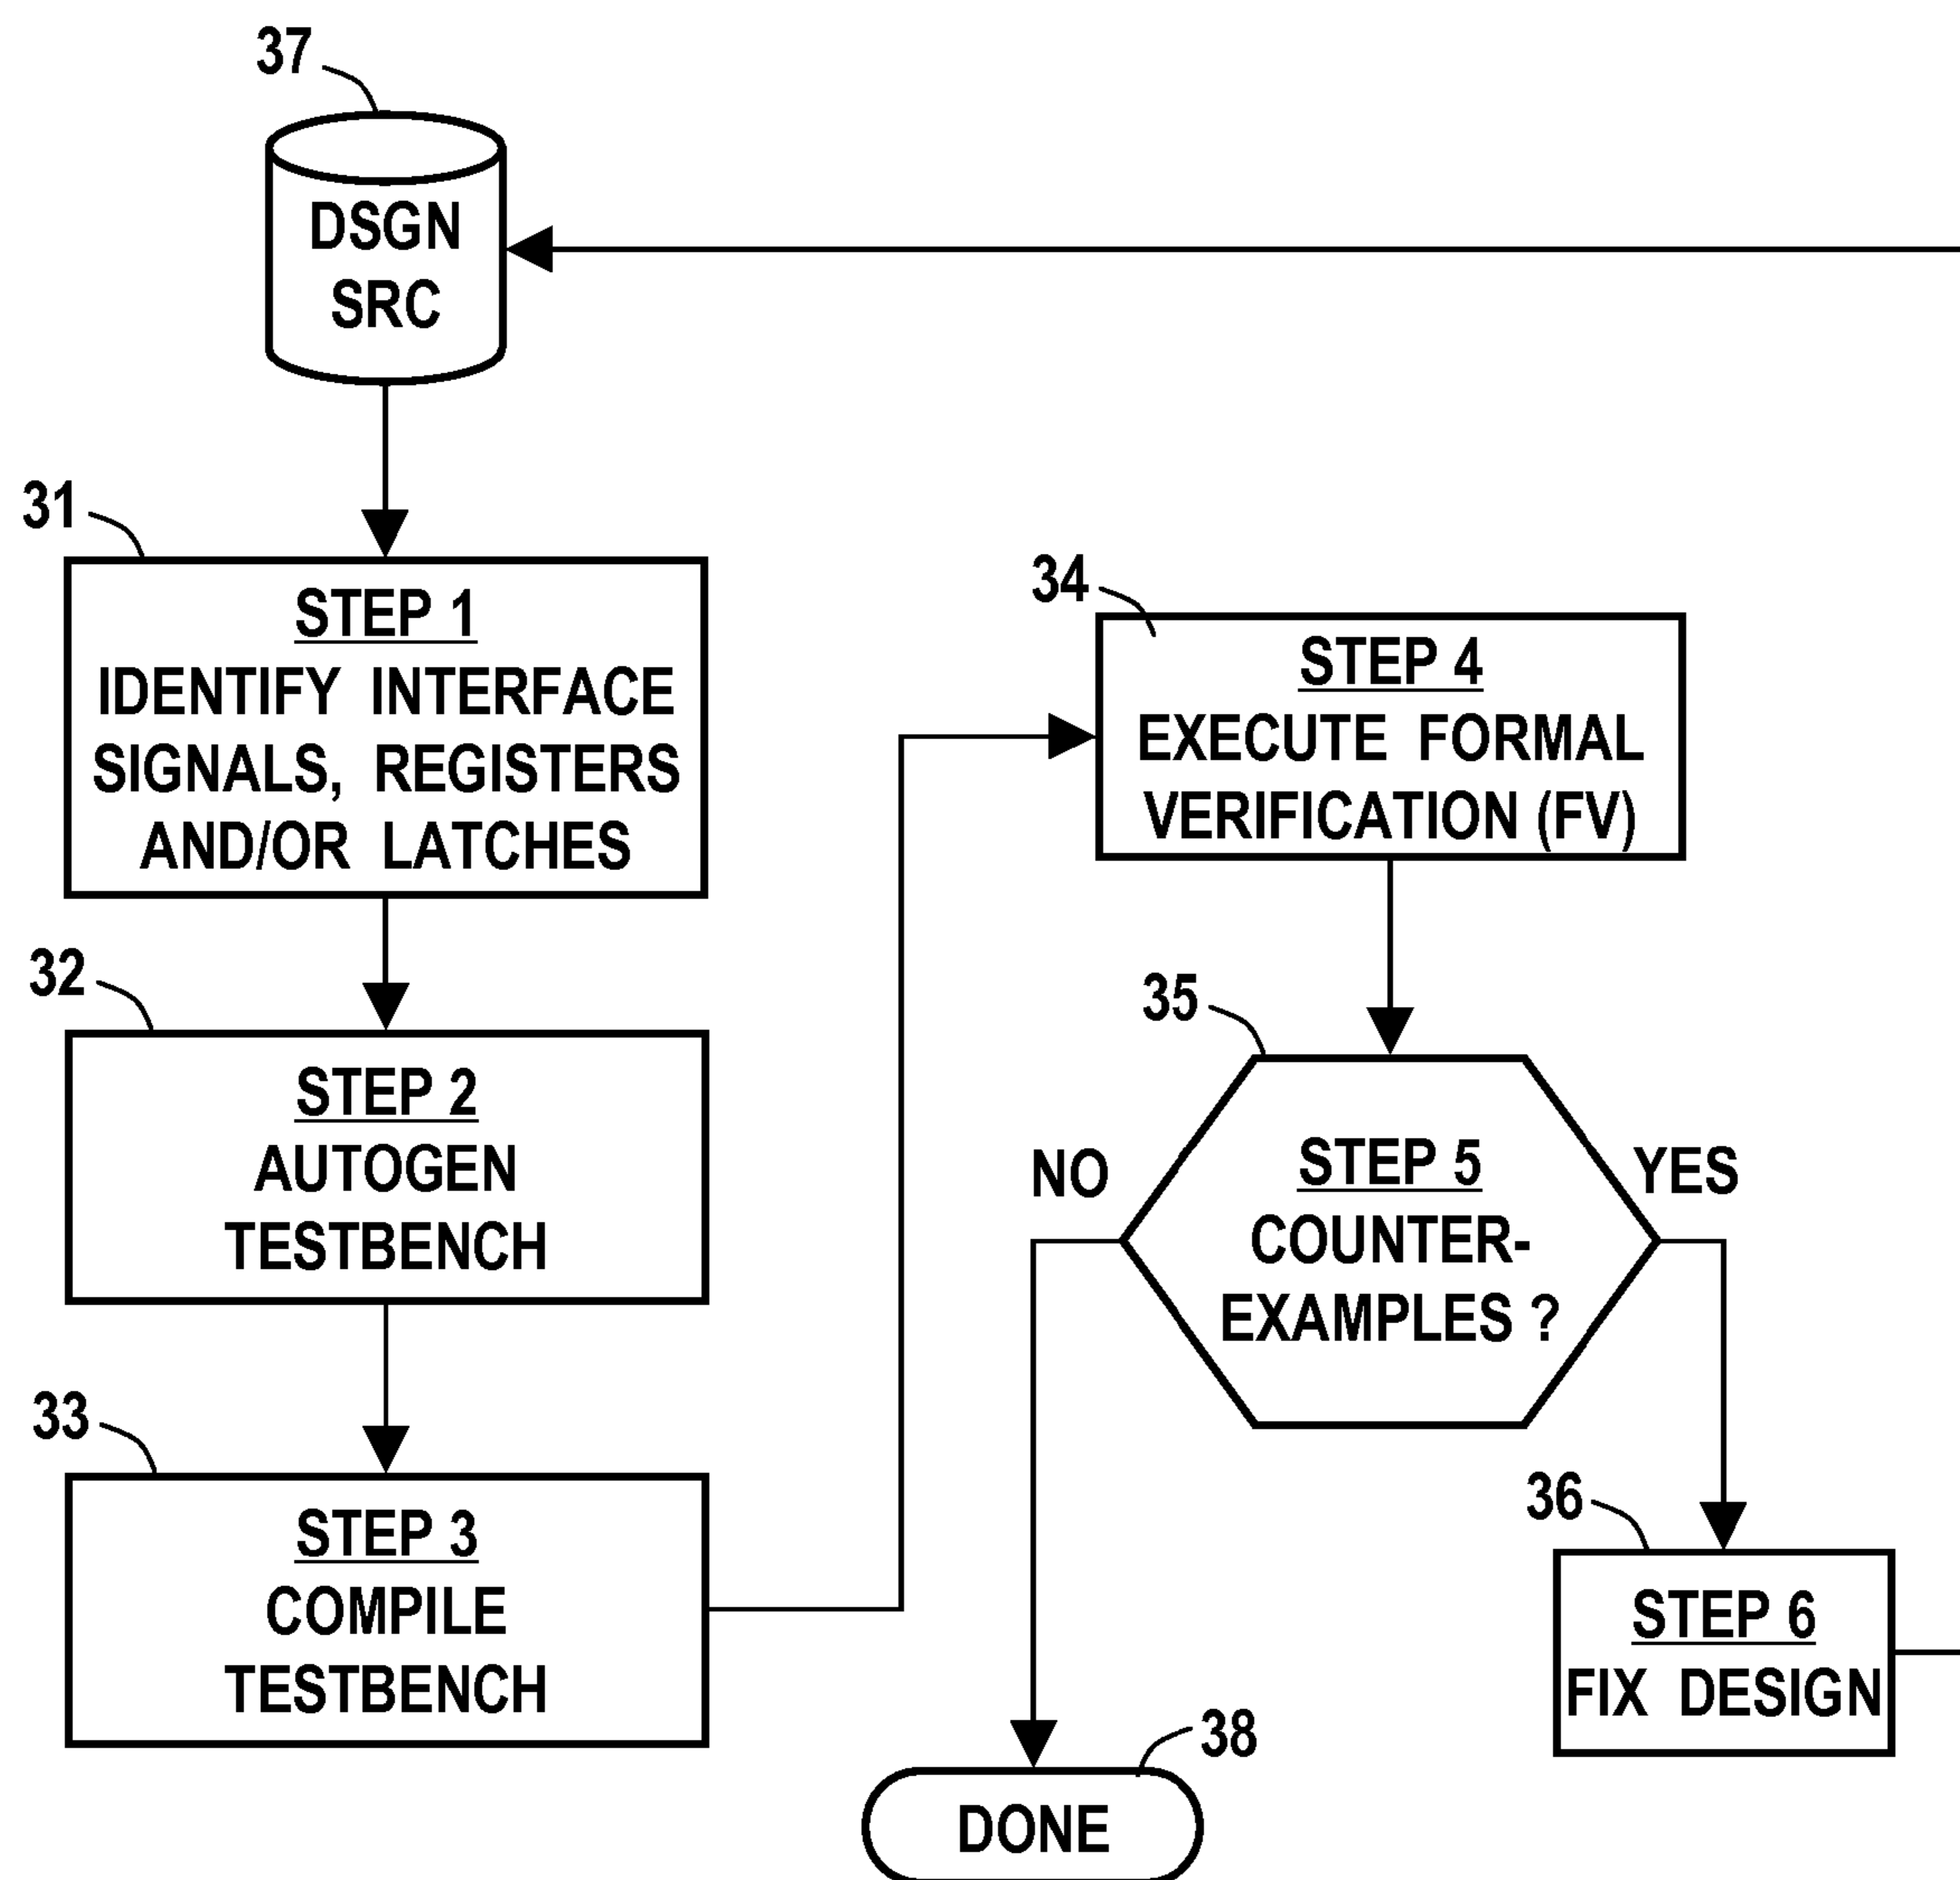 37
DSGN
SRC
31
STEP 1
IDENTIFY INTERFACE
SIGNALS, REGISTERS
AND/OR LATCHES
32
STEP 2
AUTOGEN
TESTBENCH
33
STEP 3
COMPILE
TESTBENCH
34
STEP 4
EXECUTE FORMAL
VERIFICATION (FV)
35
NO
STEP 5
COUNTER-
EXAMPLES ?
YES
36
STEP 6
FIX DESIGN
38
DONE